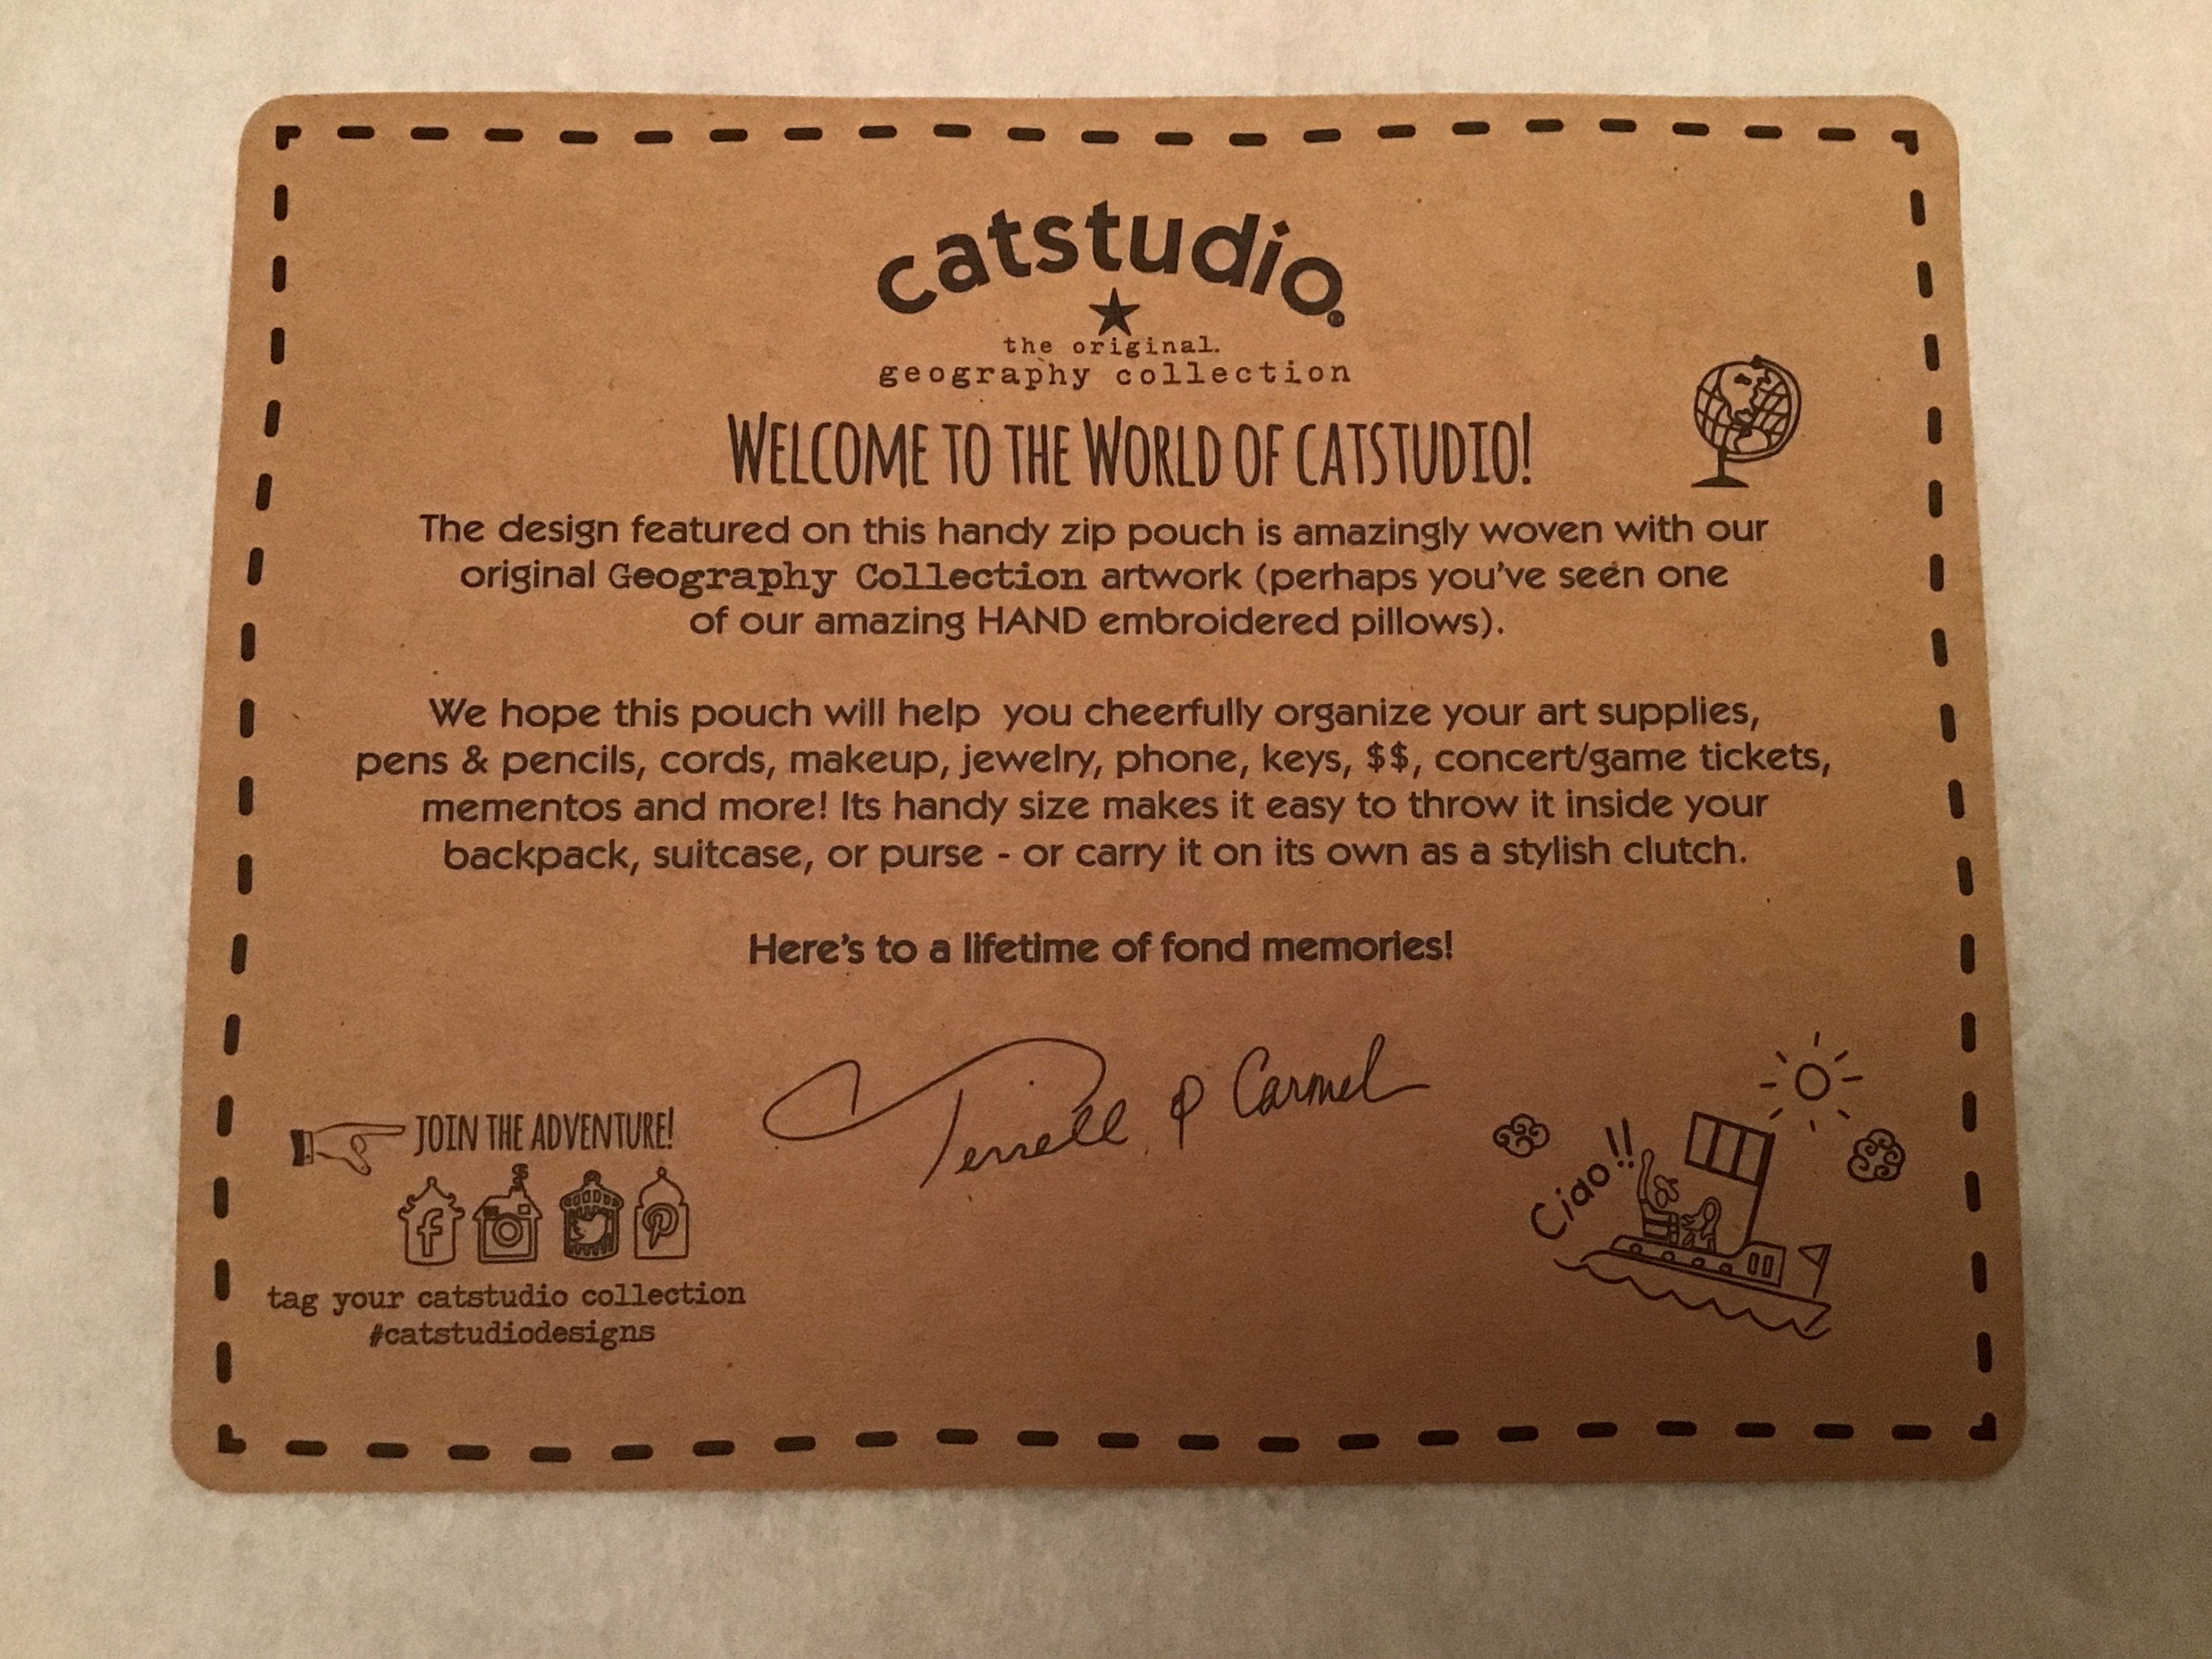 catstudio®
the original.
geography collection
WELCOME TO THE WORLD OF CATSTUDIO!
The design featured on this handy zip pouch is amazingly woven with our
original Geography Collection artwork (perhaps you've seen one
of our amazing HAND embroidered pillows).
We hope this pouch will help you cheerfully organize your art supplies,
pens & pencils, cords, makeup, jewelry, phone, keys, $$, concert/game tickets,
mementos and more! Its handy size makes it easy to throw it inside your
backpack, suitcase, or purse - or carry it on its own as a stylish clutch.
Here's to a lifetime of fond memories!
Terrell & Carmel
JOIN THE ADVENTURE!
tag your catstudio collection
#catstudiodesigns
Ciao!!